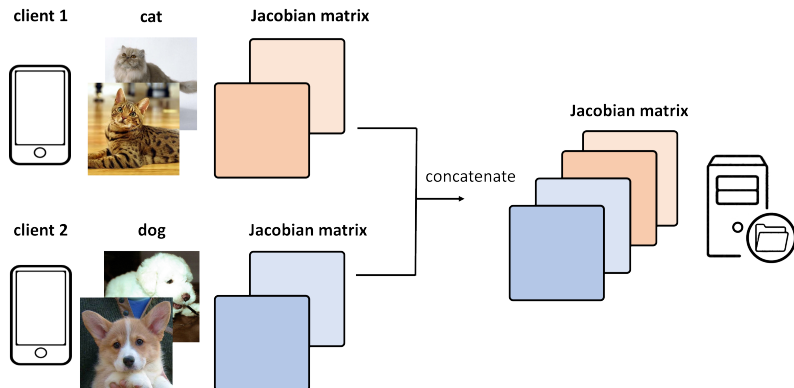 client 1
cat
Jacobian matrix
Jacobian matrix
concatenate
client 2
dog
Jacobian matrix